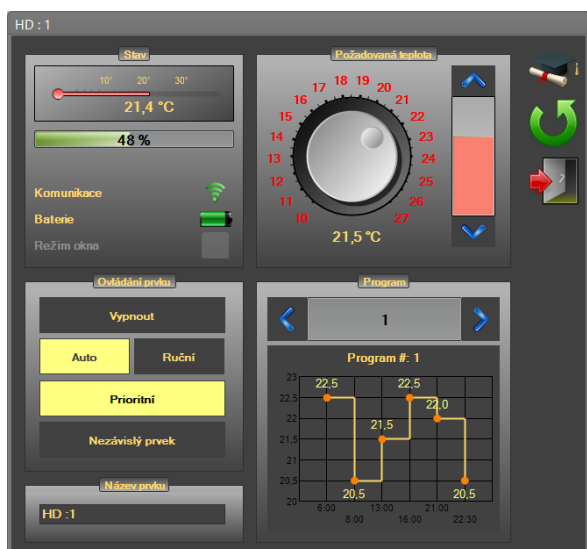 HD : 1
Stav
10° 20° 30°
21,4 °C
48 %
Komunikace
Baterie
Režim okna
Požadovaná teplota
10 11 12 13 14 15 16 17 18 19 20 21 22 23 24 25 26 27
21,5 °C
Ovládání prvku
Vypnout
Auto Ruční
Prioritní
Nezávislý prvek
Název prvku
HD :1
Program
1
Program #: 1
23
22,5
22
21,5
21
20,5
20
22,5 20,5 21,5 22,5 22,0 20,5
6:00 13:00 21:00
8:00 16:00 22:30